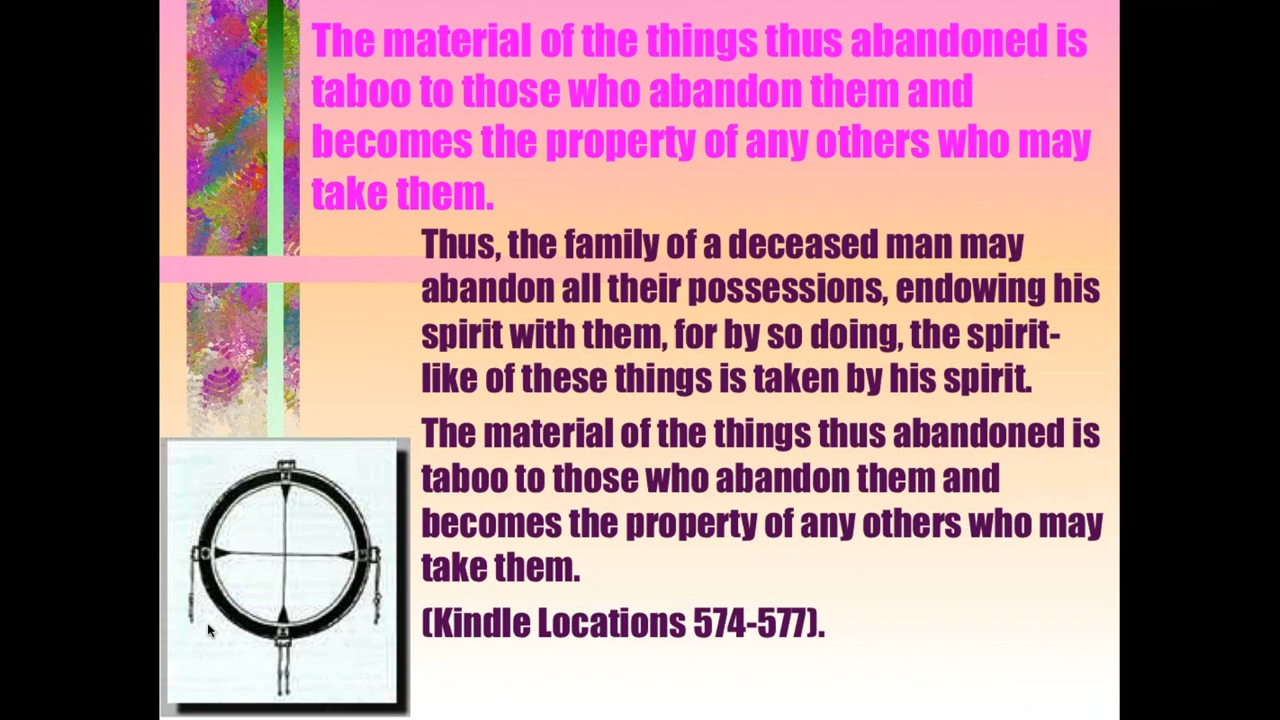 The material of the things thus abandoned is
taboo to those who abandon them and
becomes the property of any others who may
take them.
Thus, the family of a deceased man may
abandon all their possessions, endowing his
spirit with them, for by so doing, the spirit-
like of these things is taken by his spirit.
The material of the things thus abandoned is
taboo to those who abandon them and
becomes the property of any others who may
take them.
(Kindle Locations 574-577).